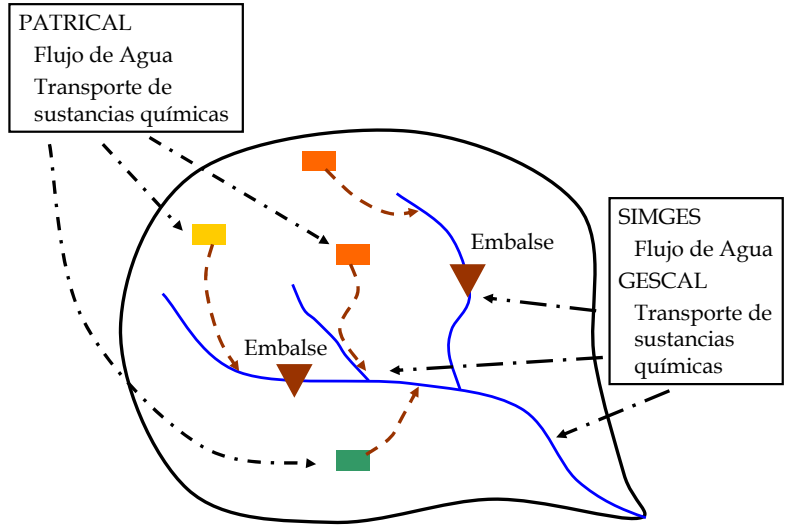 PATRICAL
Flujo de Agua
Transporte de
sustancias químicas
SIMGES
Flujo de Agua
GESCAL
Transporte de
sustancias
químicas
Embalse
Embalse